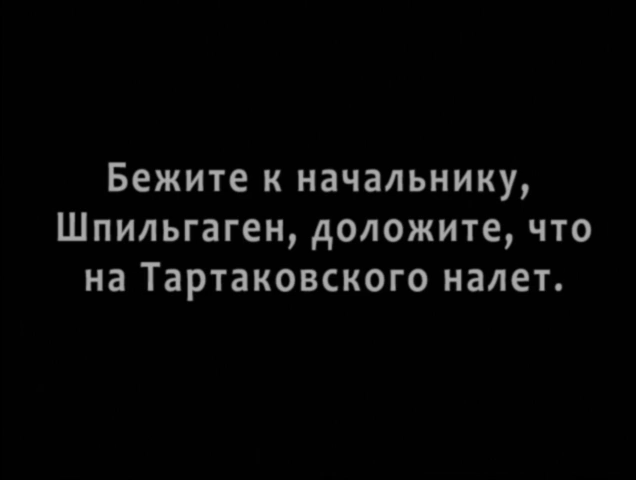 Бежите к начальнику,
Шпильгаген, доложите, что
на Тартаковского налет.